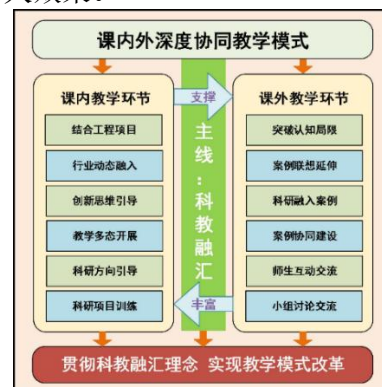 课内外深度协同教学模式
课内教学环节
结合工程项目
行业动态融入
创新思维引导
教学多态开展
科研方向引导
科研项目训练
支撑
主线：科教融汇
丰富
课外教学环节
突破认知局限
案例联想延伸
科研融入案例
案例协同建设
师生互动交流
小组讨论交流
贯彻科教融汇理念 实现教学模式改革